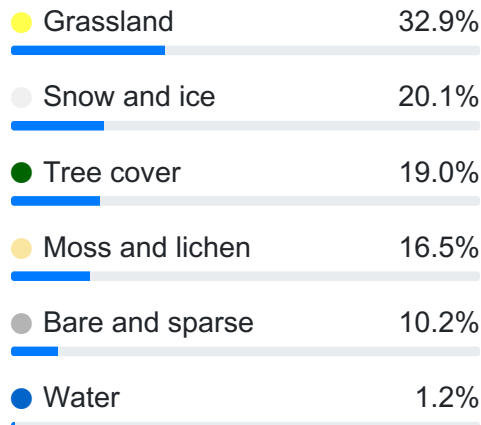 Grassland 32.9%
Snow and ice 20.1%
Tree cover 19.0%
Moss and lichen 16.5%
Bare and sparse 10.2%
Water 1.2%